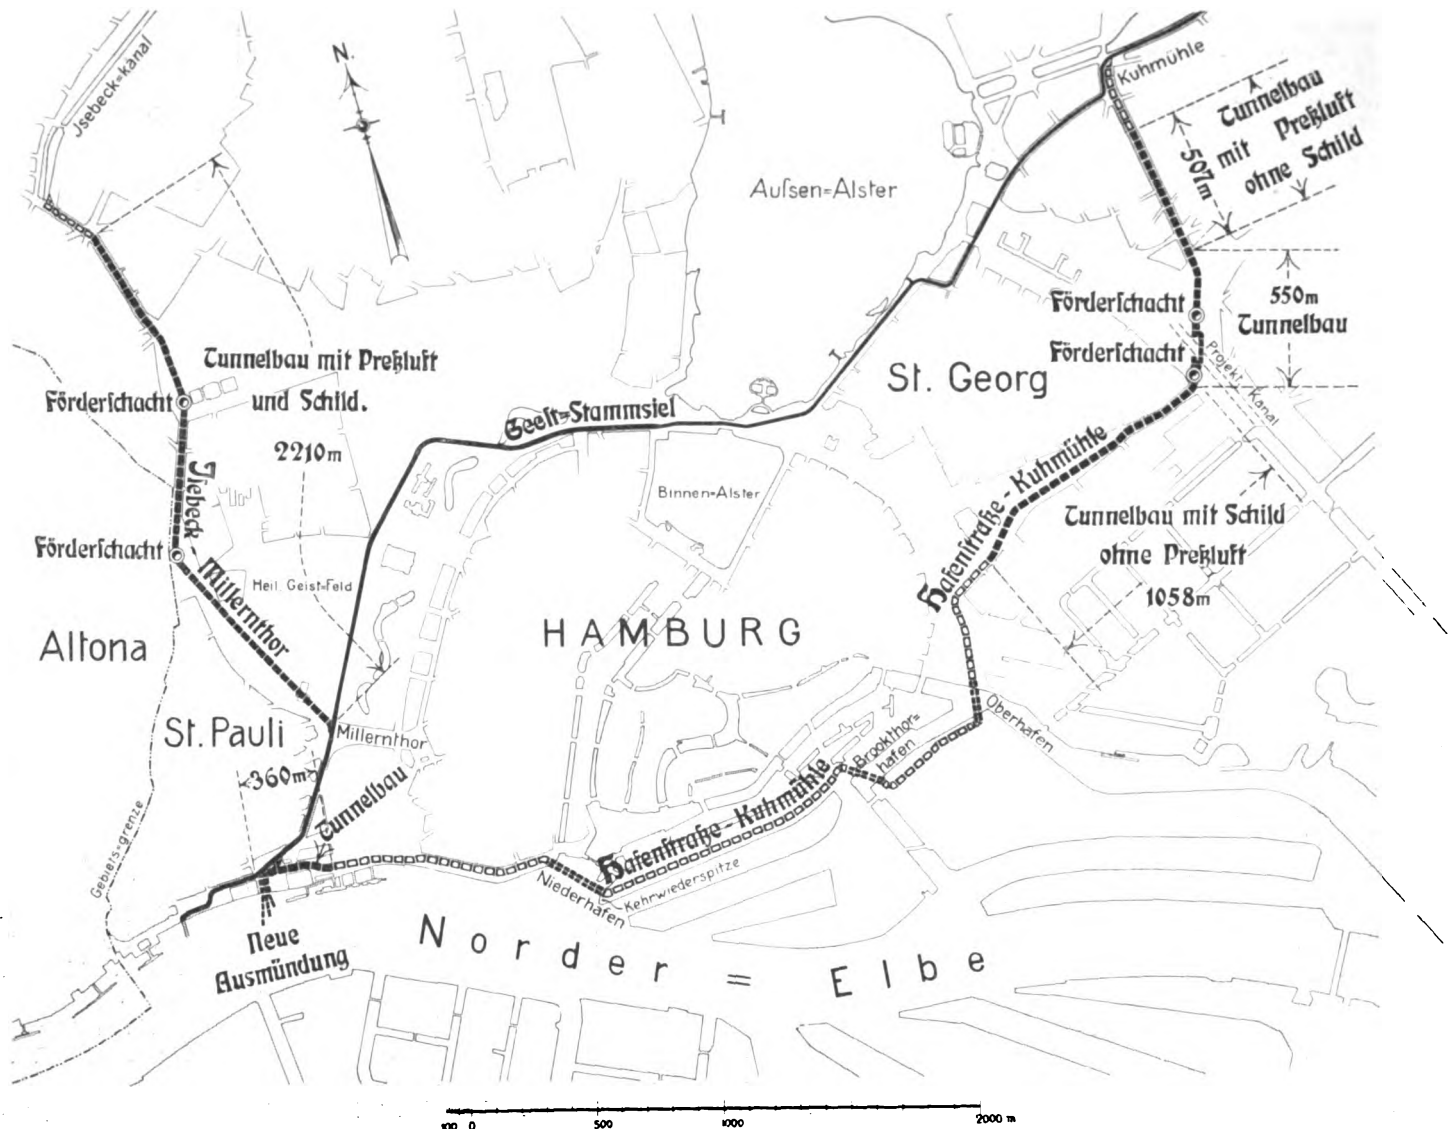 N.
Jsebeck=kanal
Kuhmühle
Tunnelbau
mit Preßluft
ohne Schild
507m
Aufsen=Alster
Förderschacht
550m
Tunnelbau
Förderschacht
Projekt. Kanal
St. Georg
Tunnelbau mit Preßluft
und Schild.
2210m
Förderschacht
Geest=Stammsiel
Binnen=Alster
Hafenstraße - Kuhmühle
Tunnelbau mit Schild
ohne Preßluft
1058m
Jsebeck - Millernthor
Förderschacht
Heil. Geist=Feld
Altona
HAMBURG
St. Pauli
Millernthor
360m
Tunnelbau
Oberhafen
Brookthor=
hafen
Hafenstraße - Kuhmühle
Gebiets=grenze
Niederhafen
Kehrwiederspitze
Neue
Ausmündung
Norder = Elbe
100 0 500 1000 2000 m